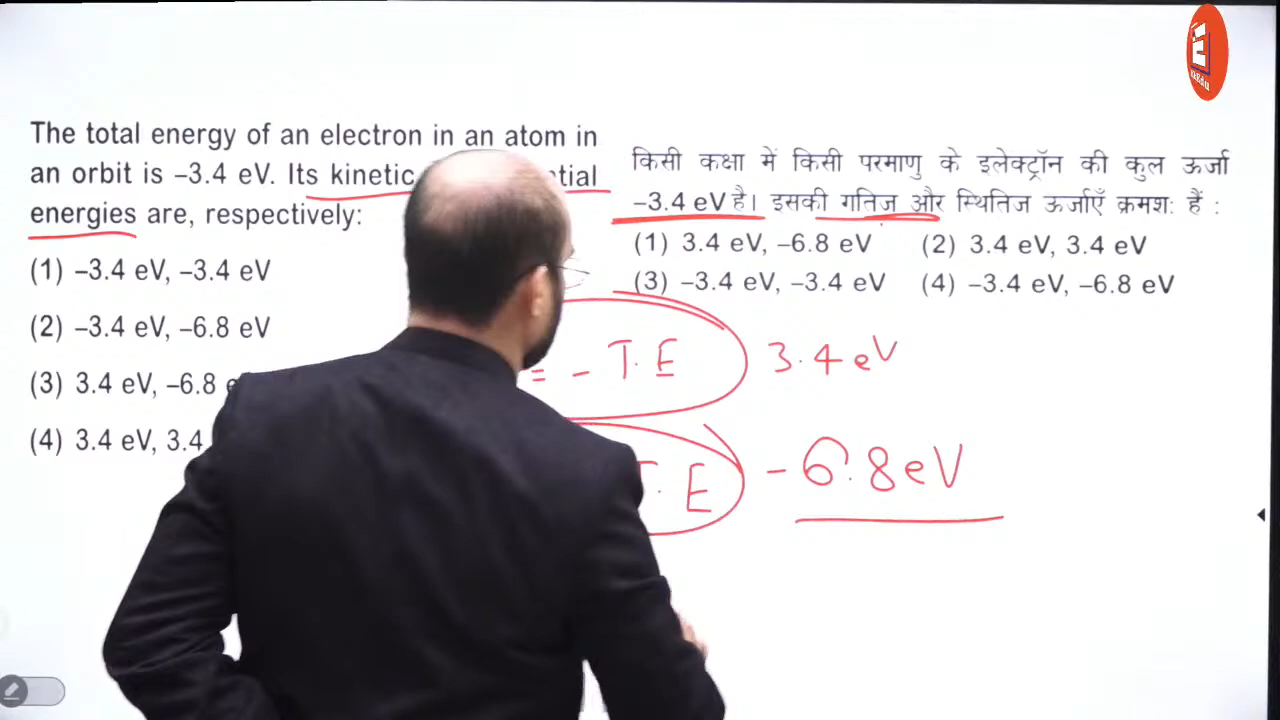 The total energy of an electron in an atom in
an orbit is –3.4 eV. Its kinetic tial
energies are, respectively:
(1) –3.4 eV, –3.4 eV
(2) –3.4 eV, –6.8 eV
(3) 3.4 eV, –6.8 e
(4) 3.4 eV, 3.4
किसी कक्षा में किसी परमाणु के इलेक्ट्रॉन की कुल ऊर्जा
–3.4 eV है। इसकी गतिज और स्थितिज ऊर्जाएँ क्रमशः हैं :
(1) 3.4 eV, –6.8 eV (2) 3.4 eV, 3.4 eV
(3) –3.4 eV, –3.4 eV (4) –3.4 eV, –6.8 eV
= - T.E 3.4 eV
T.E -6.8 eV